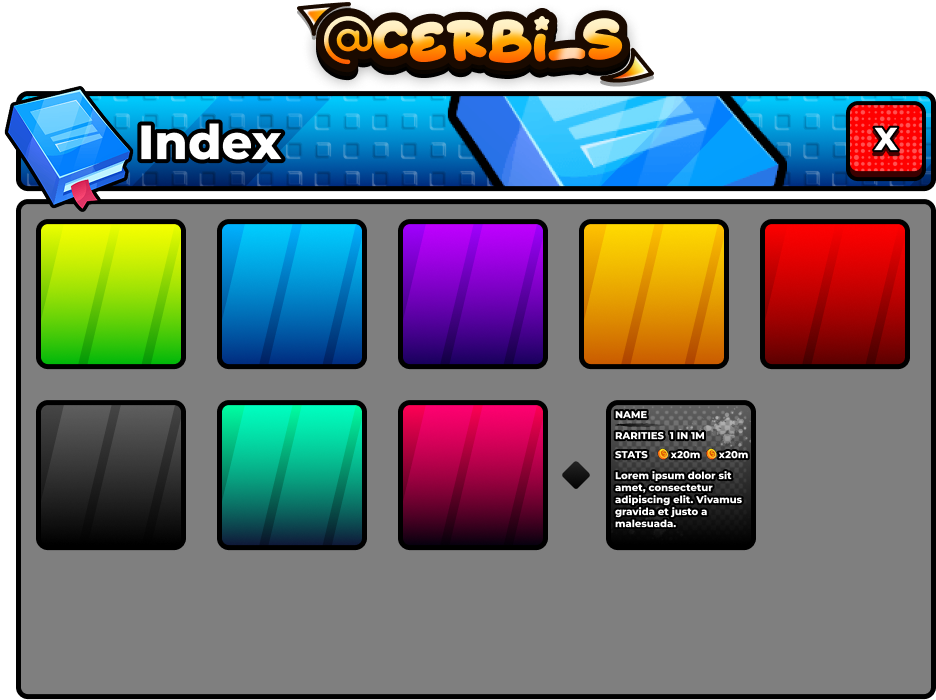 @CERBi_S
Index
X
NAME
RARITIES 1 IN 1M
STATS x20m x20m
Lorem ipsum dolor sit
amet, consectetur
adipiscing elit. Vivamus
gravida et justo a
malesuada.